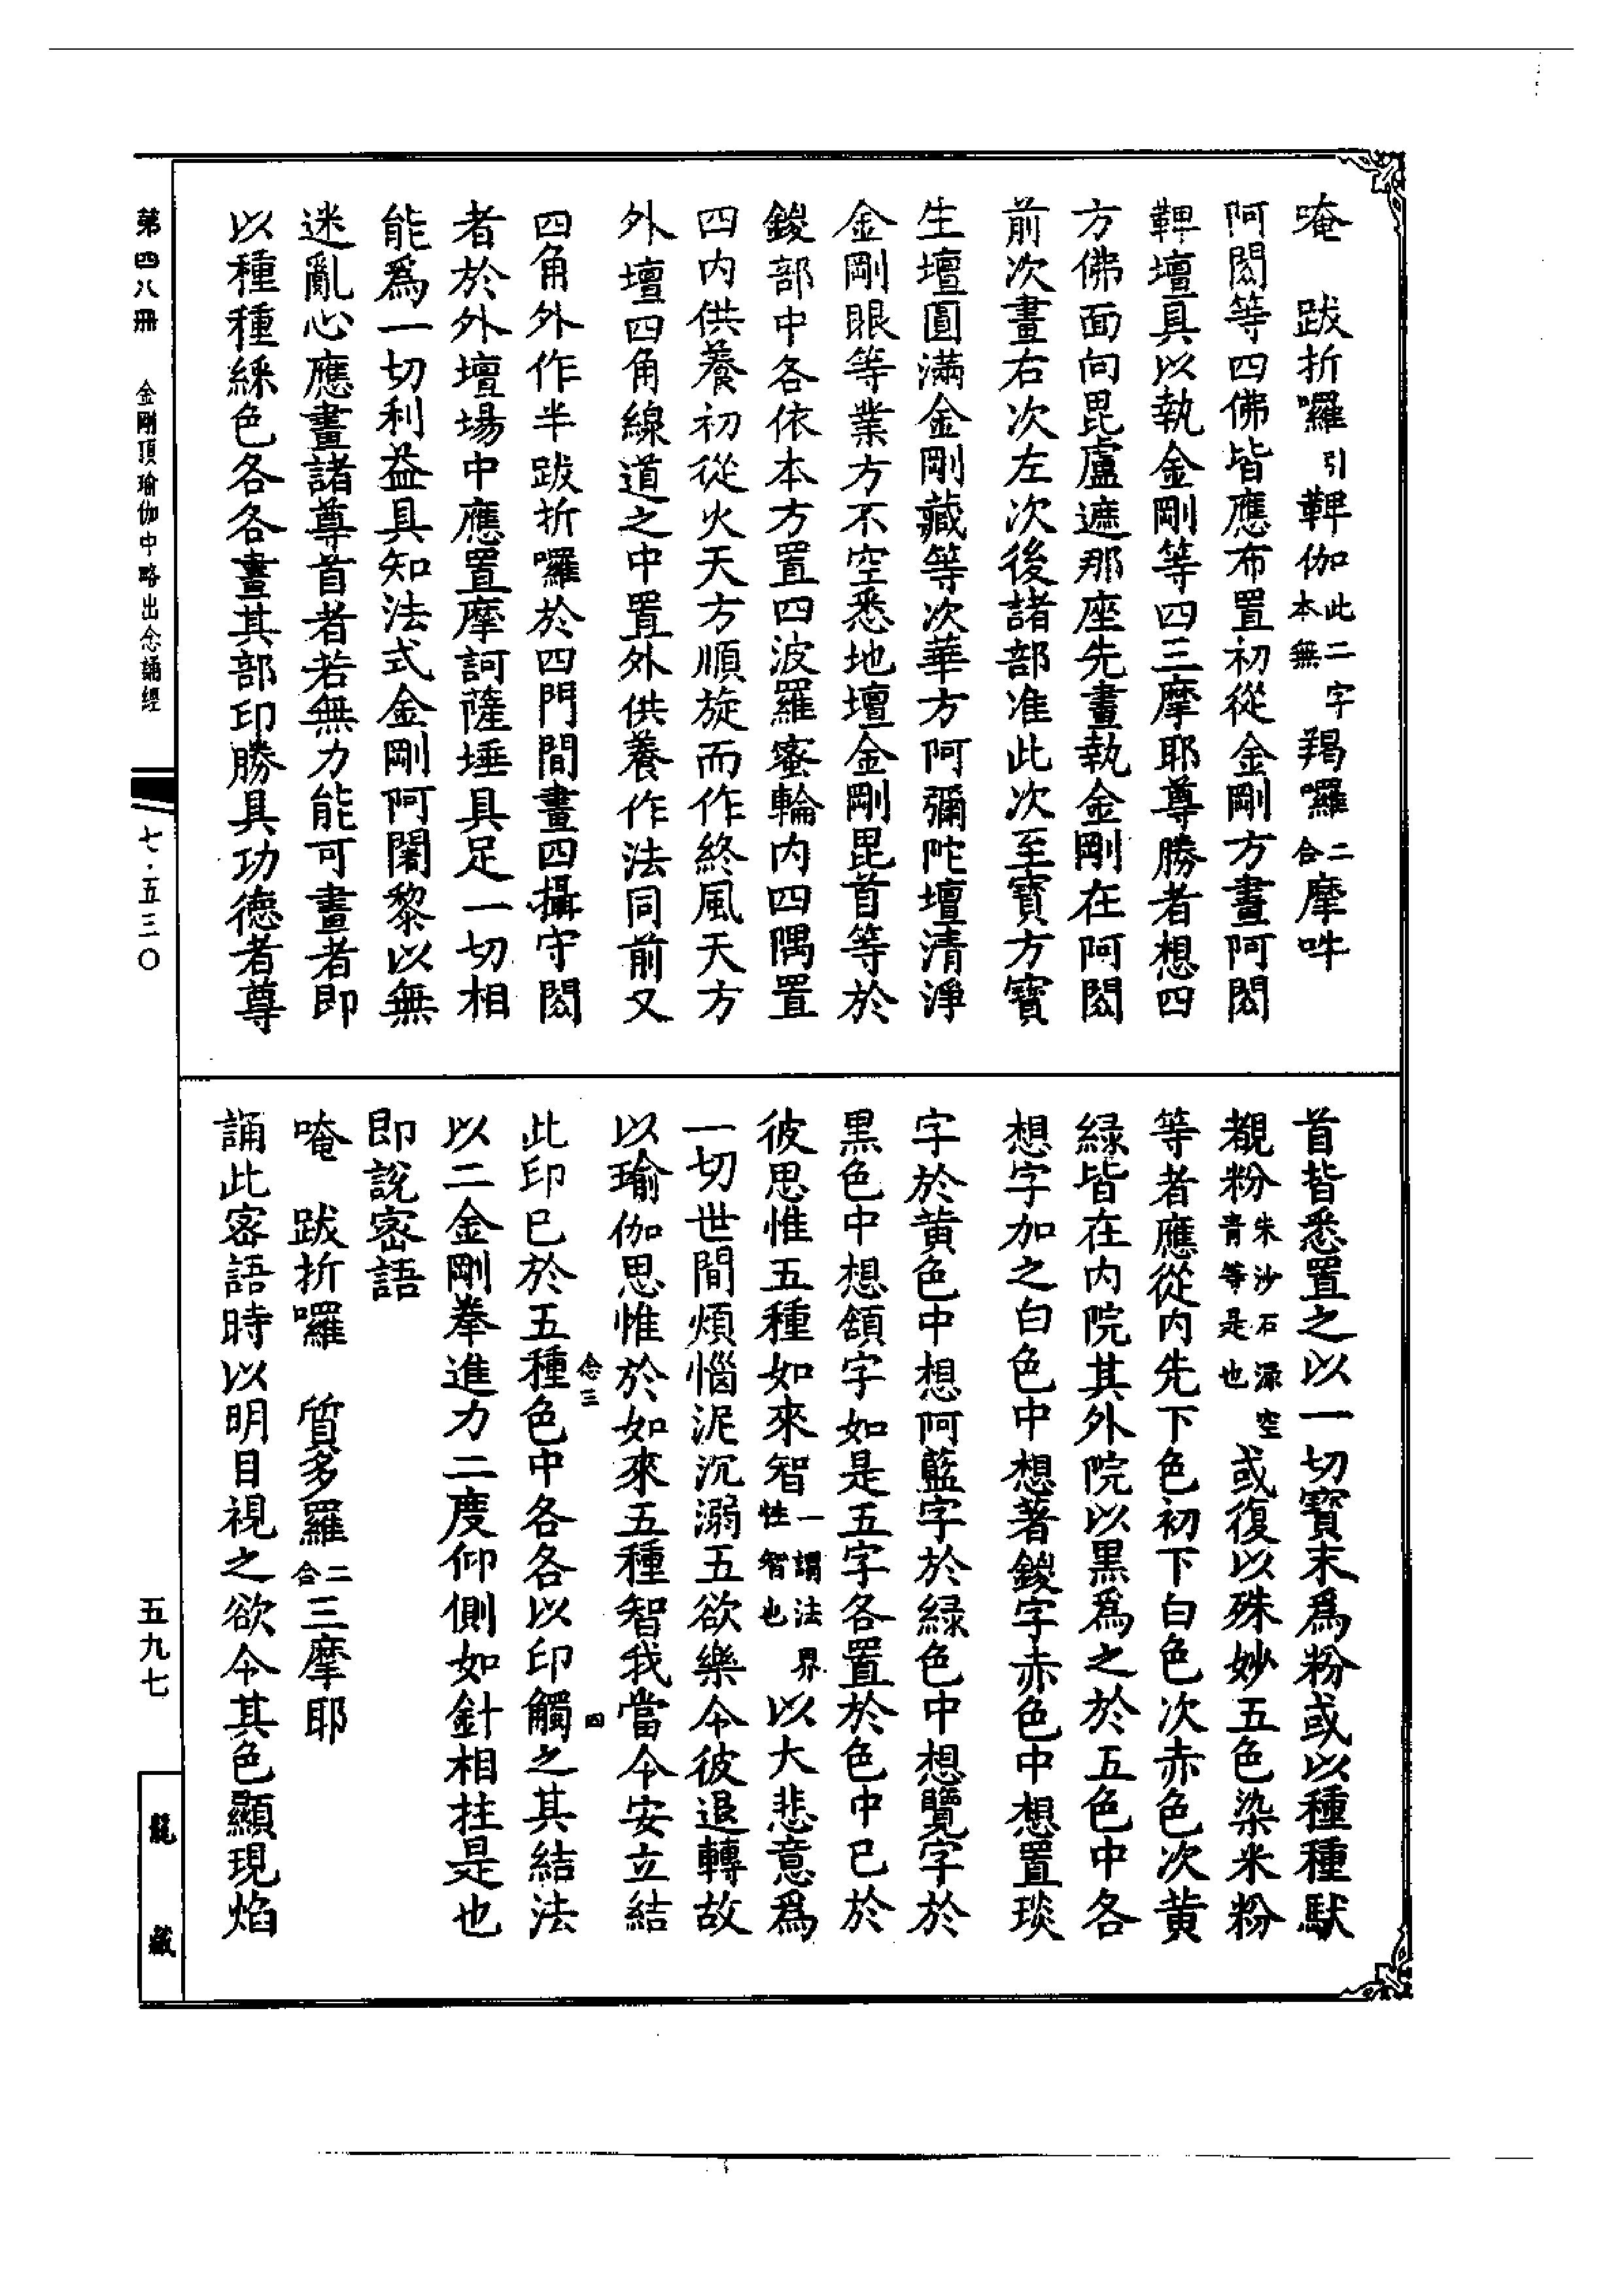 唵　跋折囉引鞞伽此二字本無羯囉二合摩吽
阿閦等四佛皆應布置初從金剛方畫阿閦
鞞壇具以執金剛等四三摩耶尊勝者想四
方佛面向毘盧遮那座先畫執金剛在阿閦
前次畫右次左次後諸部准此次至寶方寶
生壇圓滿金剛藏等次華方阿彌陀壇清淨
金剛眼等業方不空悉地壇金剛毘首等於
鍐部中各依本方置四波羅蜜輪內四隅置
四內供養初從火天方順旋而作終風天方
外壇四角線道之中置外供養作法同前又
四角外作半跋折囉於四門間畫四攝守閦
者於外壇場中應置摩訶薩埵具足一切相
能爲一切利益具知法式金剛阿闍黎以無
迷亂心應畫諸尊首者若無力能可畫者即
以種種綵色各各畫其部印勝具功德者尊
首皆悉置之以一切寶末爲粉或以種種馱
覩粉朱沙石淥空青等是也或復以殊妙五色染米粉
等者應從內先下色初下白色次赤色次黃
綠皆在內院其外院以黑爲之於五色中各
想字加之白色中想著鍐字赤色中想置琰
字於黃色中想阿藍字於綠色中想覽字於
黑色中想頷字如是五字各置於色中已於
彼思惟五種如來智一謂法界性智也以大悲意爲
一切世間煩惱泥沉溺五欲樂令彼退轉故
以瑜伽思惟於如來五種智我當令安立結
念三　四
此印已於五種色中各各以印觸之其結法
以二金剛拳進力二度仰側如針相拄是也
即說密語
唵　跋折囉　質多羅二合三摩耶
誦此密語時以明目視之欲令其色顯現焰
第四八冊　金剛頂瑜伽中略出念誦經　七·五三〇
五九七　龍藏